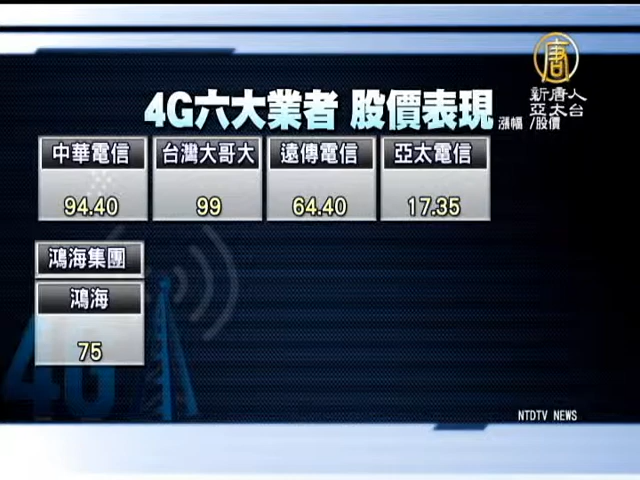 新唐人
亞太台
4G六大業者 股價表現
漲幅 /股價
中華電信
94.40
台灣大哥大
99
遠傳電信
64.40
亞太電信
17.35
鴻海集團
鴻海
75
4G
NTDTV NEWS